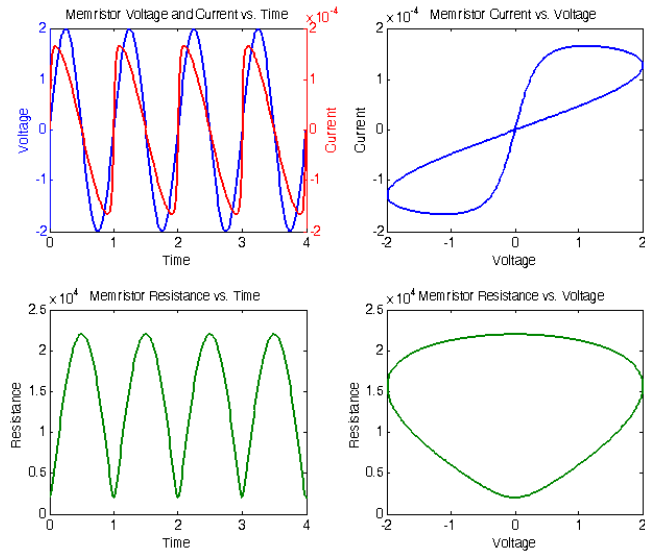 Memristor Voltage and Current vs. Time
×10^-4
2
1
0
-1
-2
Voltage
2
1
0
-1
-2
Current
0 1 2 3 4
Time
Memristor Current vs. Voltage
×10^-4
2
1
0
-1
-2
Current
-2 -1 0 1 2
Voltage
Memristor Resistance vs. Time
×10^4
2.5
2
1.5
1
0.5
0
Resistance
0 1 2 3 4
Time
Memristor Resistance vs. Voltage
×10^4
2.5
2
1.5
1
0.5
0
Resistance
-2 -1 0 1 2
Voltage